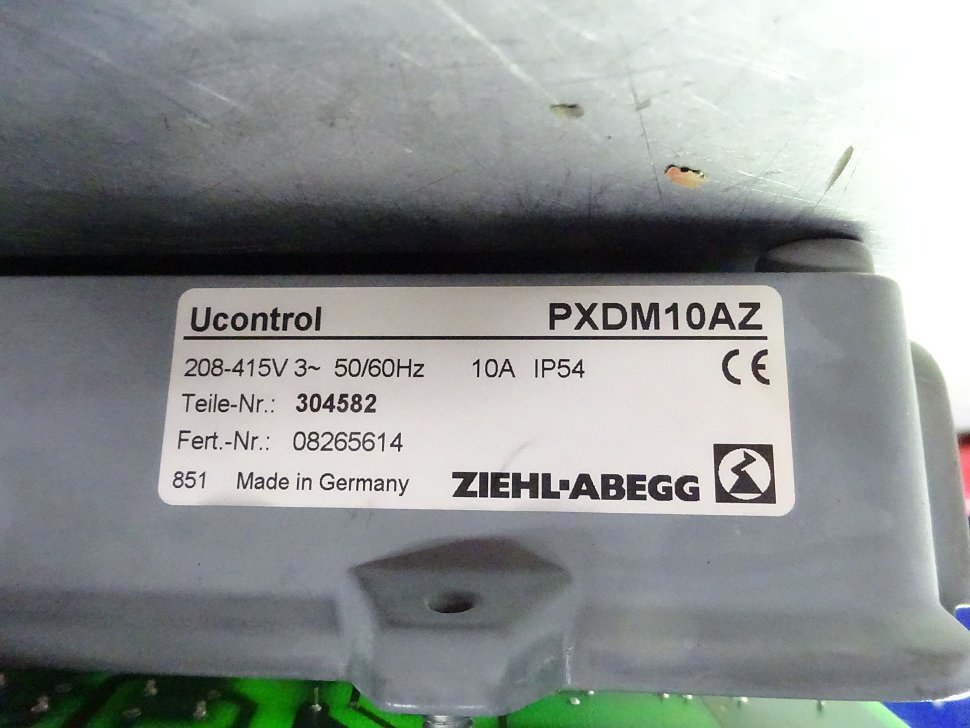 Ucontrol PXDM10AZ
208-415V 3~ 50/60Hz 10A IP54 CE
Teile-Nr.: 304582
Fert.-Nr.: 08265614
851 Made in Germany ZIEHL-ABEGG